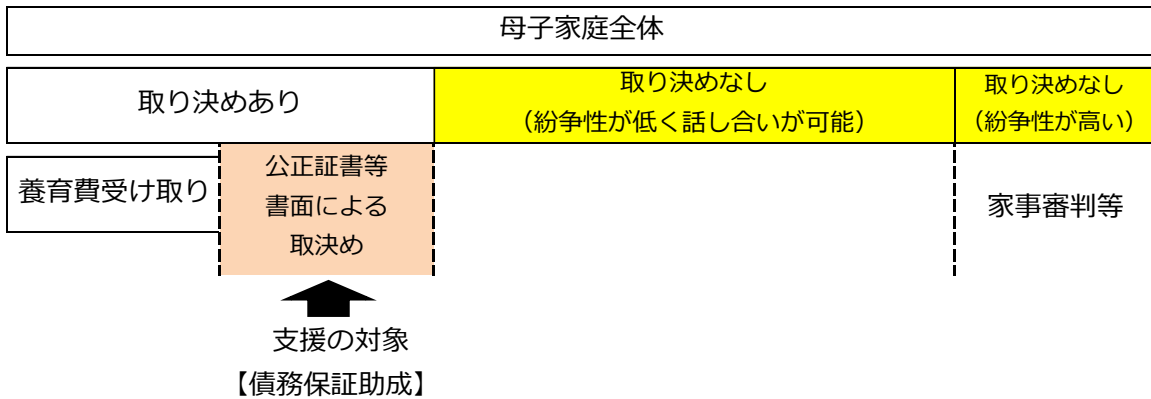 母子家庭全体
取り決めあり
取り決めなし
（紛争性が低く話し合いが可能）
取り決めなし
（紛争性が高い）
養育費受け取り
公正証書等
書面による
取決め
家事審判等
支援の対象
【債務保証助成】